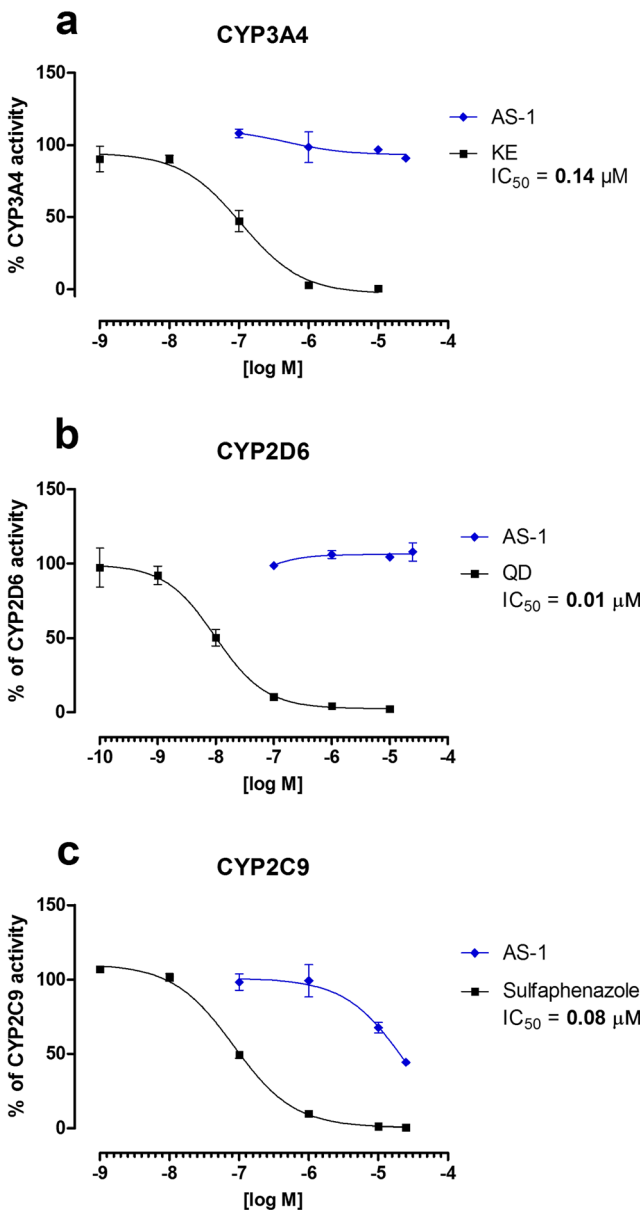 a
CYP3A4
150
100
50
0
% CYP3A4 activity
-9 -8 -7 -6 -5 -4
[log M]
AS-1
KE
IC50 = 0.14 µM
b
CYP2D6
150
100
50
0
% of CYP2D6 activity
-10 -9 -8 -7 -6 -5 -4
[log M]
AS-1
QD
IC50 = 0.01 µM
c
CYP2C9
150
100
50
0
% of CYP2C9 activity
-9 -8 -7 -6 -5 -4
[log M]
AS-1
Sulfaphenazole
IC50 = 0.08 µM